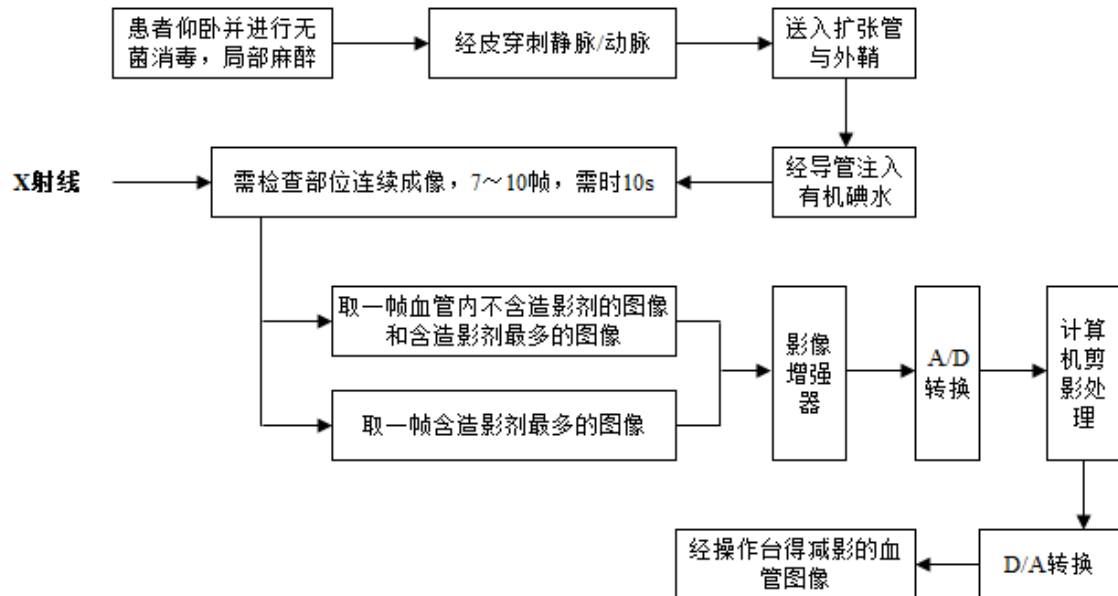 患者仰卧并进行无
菌消毒，局部麻醉
经皮穿刺静脉/动脉
送入扩张管
与外鞘
X射线
需检查部位连续成像，7～10帧，需时10s
经导管注入
有机碘水
取一帧血管内不含造影剂的图像
和含造影剂最多的图像
取一帧含造影剂最多的图像
影像
增强
器
A/D
转换
计算
机剪
影处
理
经操作台得减影的血
管图像
D/A转换